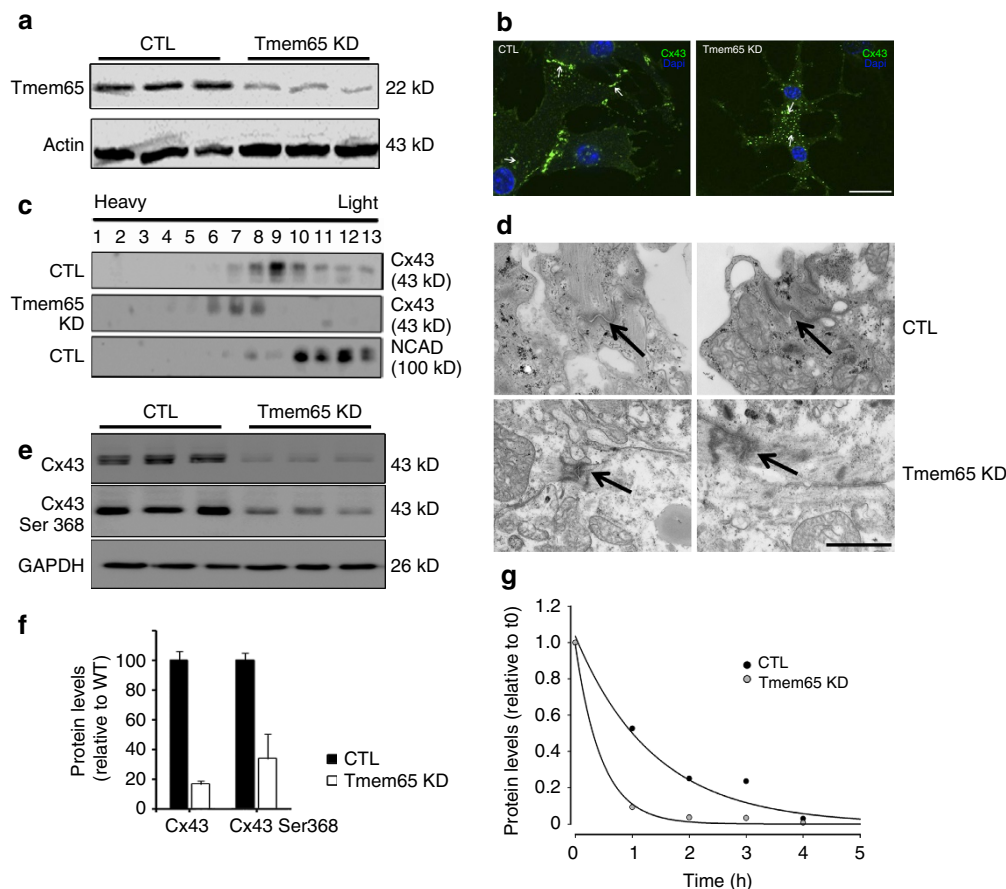 a
CTL Tmem65 KD
Tmem65 22 kD
Actin 43 kD
b
CTL Cx43
Dapi
Tmem65 KD Cx43
Dapi
c
Heavy Light
1 2 3 4 5 6 7 8 9 10 11 12 13
CTL Cx43
(43 kD)
Tmem65
KD Cx43
(43 kD)
CTL NCAD
(100 kD)
d
CTL
Tmem65 KD
e
CTL Tmem65 KD
Cx43 43 kD
Cx43
Ser 368 43 kD
GAPDH 26 kD
f
Protein levels
(relative to WT)
100
80
60
40
20
0
Cx43 Cx43 Ser368
CTL
Tmem65 KD
g
Protein levels (relative to t0)
1.2
1.0
0.8
0.6
0.4
0.2
0
CTL
Tmem65 KD
0 1 2 3 4 5
Time (h)